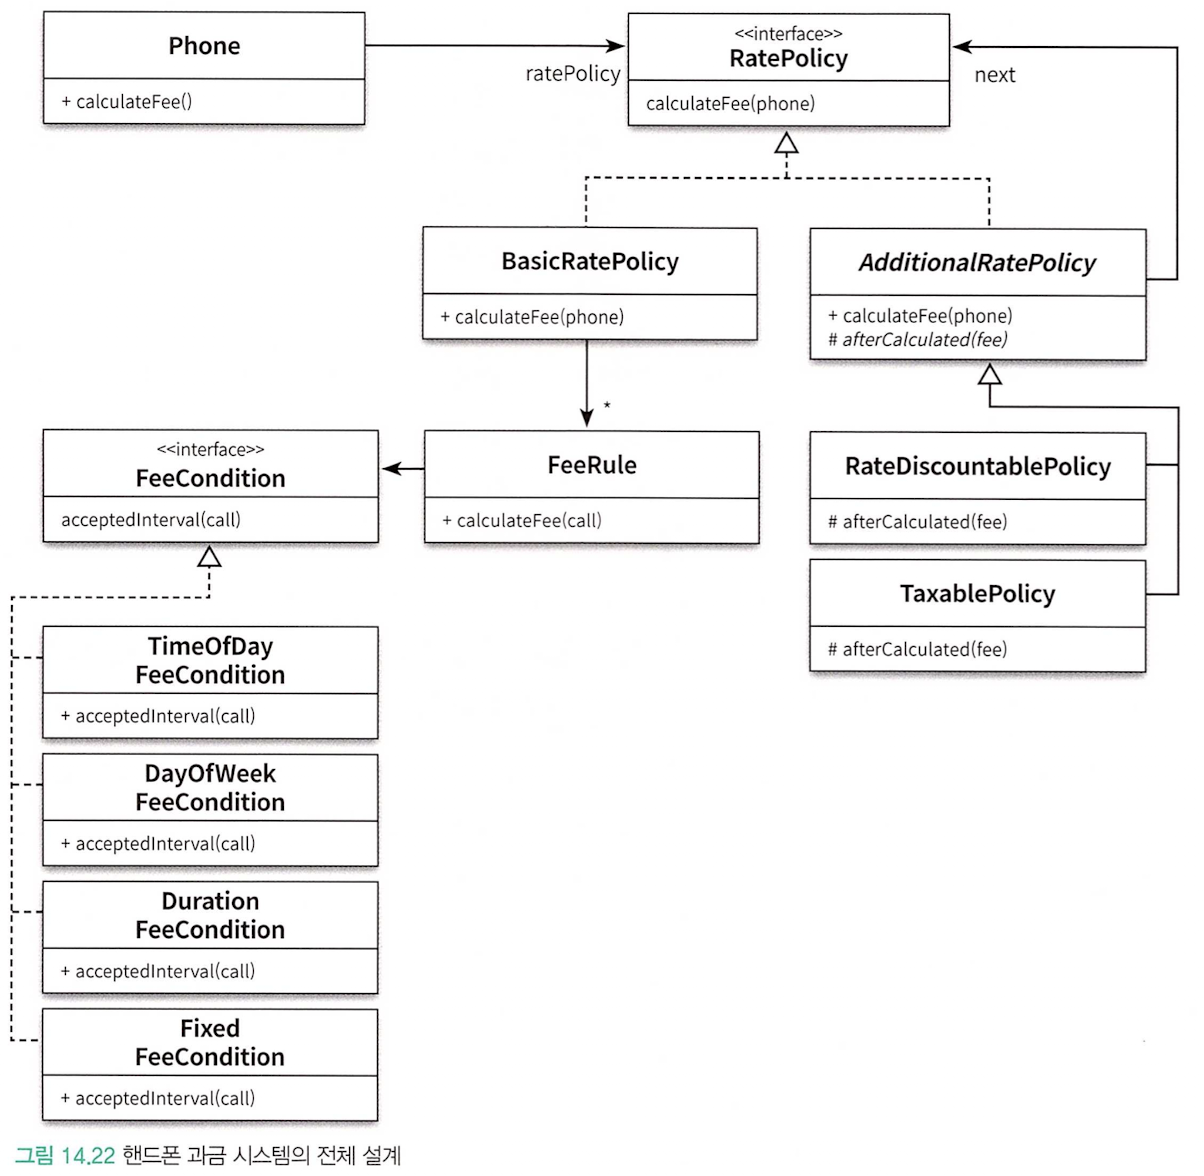 Phone
+ calculateFee()
ratePolicy
<<interface>>
RatePolicy
calculateFee(phone)
next
BasicRatePolicy
+ calculateFee(phone)
*
AdditionalRatePolicy
+ calculateFee(phone)
# afterCalculated(fee)
<<interface>>
FeeCondition
acceptedInterval(call)
FeeRule
+ calculateFee(call)
RateDiscountablePolicy
# afterCalculated(fee)
TaxablePolicy
# afterCalculated(fee)
TimeOfDay
FeeCondition
+ acceptedInterval(call)
DayOfWeek
FeeCondition
+ acceptedInterval(call)
Duration
FeeCondition
+ acceptedInterval(call)
Fixed
FeeCondition
+ acceptedInterval(call)
그림 14.22 핸드폰 과금 시스템의 전체 설계